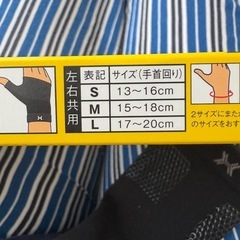 左右共用
表記 サイズ(手首回り)
S 13~16cm
M 15~18cm
L 17~20cm
2サイズにまた
のサイズをおす